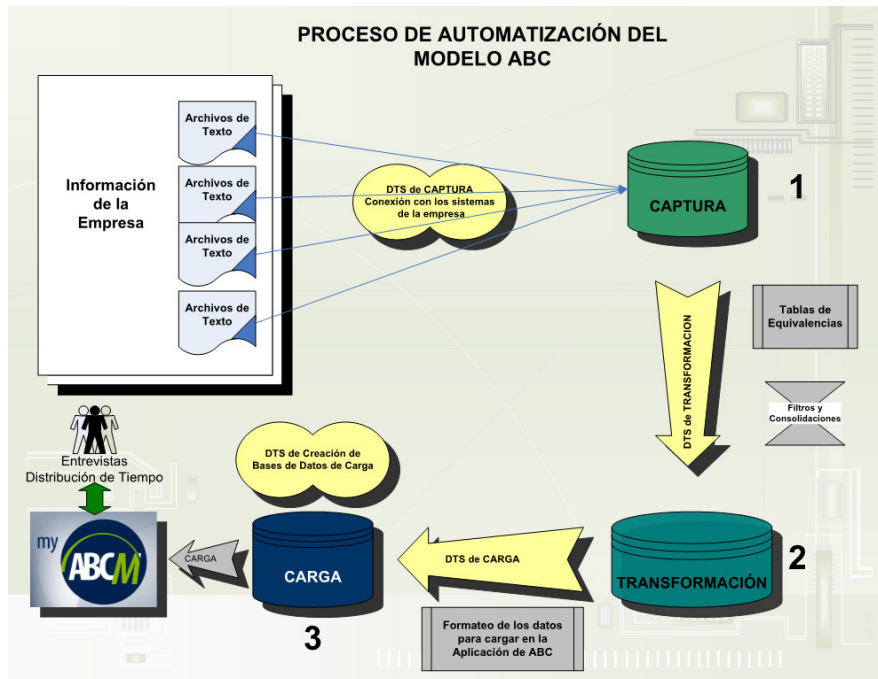 PROCESO DE AUTOMATIZACIÓN DEL
MODELO ABC
Información
de la
Empresa
Archivos de
Texto
Archivos de
Texto
Archivos de
Texto
Archivos de
Texto
DTS de CAPTURA
Conexión con los sistemas
de la empresa
CAPTURA
1
DTS de TRANSFORMACION
Tablas de
Equivalencias
Filtros y
Consolidaciones
Entrevistas
Distribución de Tiempo
my
ABCM
CARGA
DTS de Creación de
Bases de Datos de Carga
CARGA
3
DTS de CARGA
TRANSFORMACIÓN
2
Formateo de los datos
para cargar en la
Aplicación de ABC